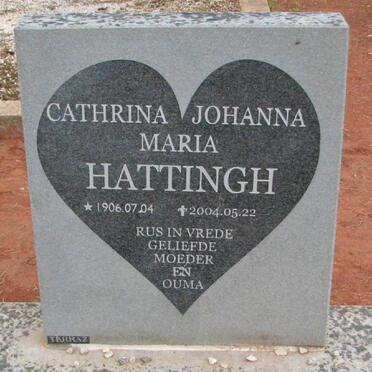 CATHRINA JOHANNA
MARIA
HATTINGH
★ 1906.07.04 ✝ 2004.05.22
RUS IN VREDE
GELIEFDE
MOEDER
EN
OUMA